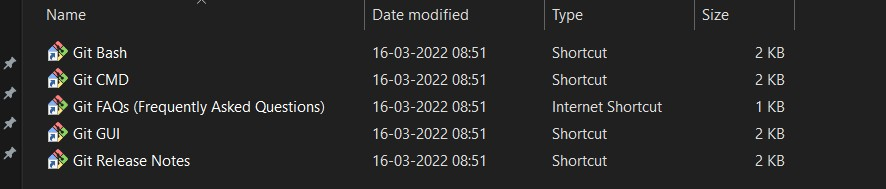 Name Date modified Type Size
Git Bash 16-03-2022 08:51 Shortcut 2 KB
Git CMD 16-03-2022 08:51 Shortcut 2 KB
Git FAQs (Frequently Asked Questions) 16-03-2022 08:51 Internet Shortcut 1 KB
Git GUI 16-03-2022 08:51 Shortcut 2 KB
Git Release Notes 16-03-2022 08:51 Shortcut 2 KB